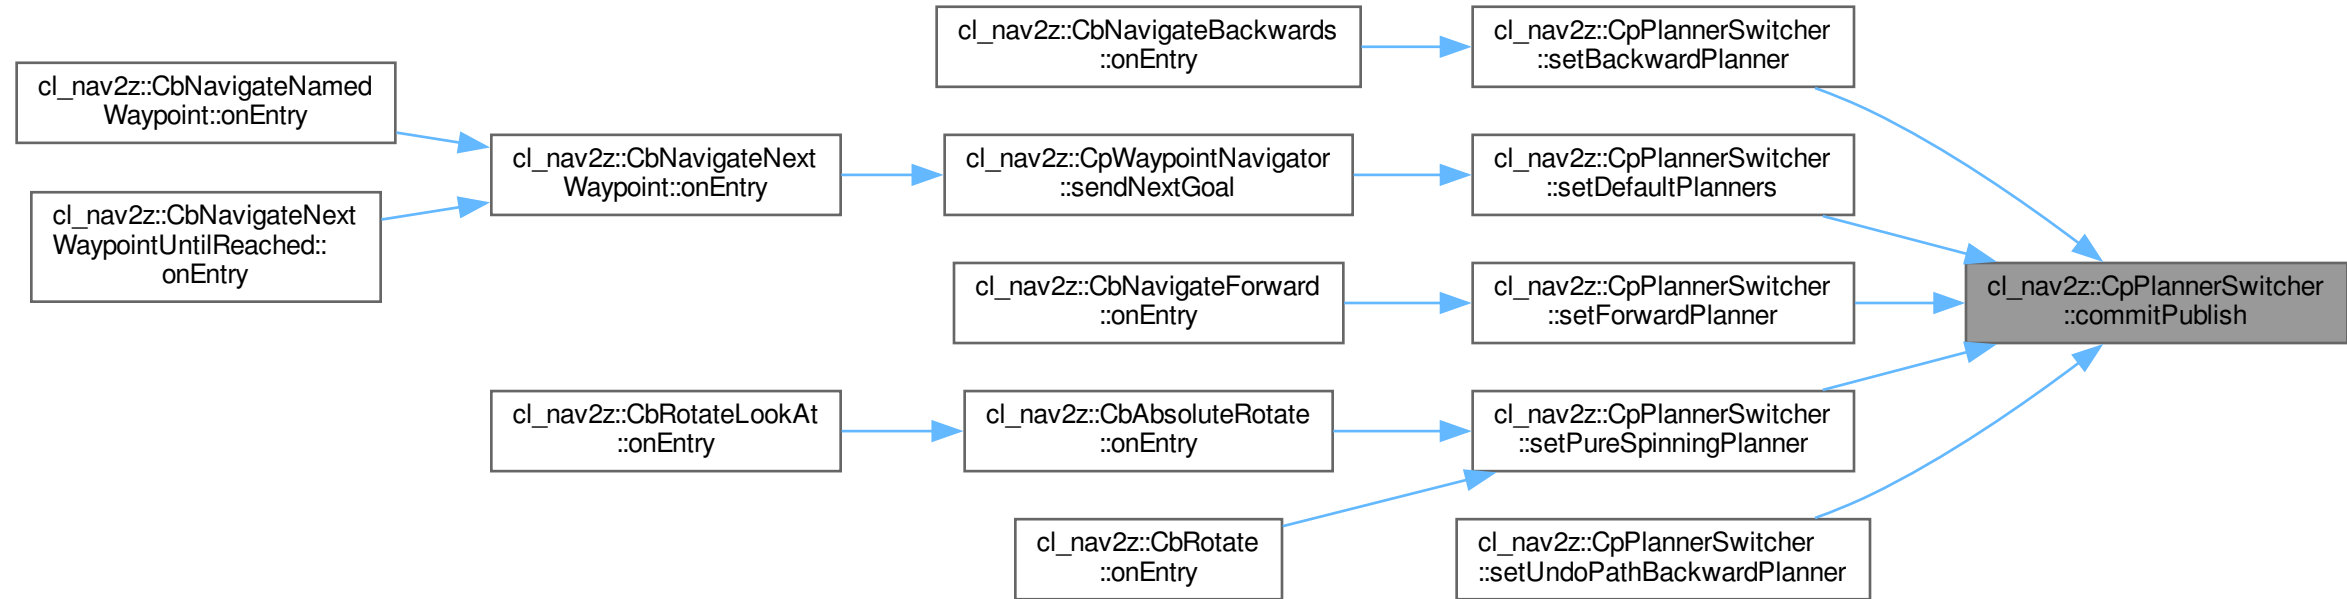 cl_nav2z::CbNavigateNamed
Waypoint::onEntry
cl_nav2z::CbNavigateNext
WaypointUntilReached::
onEntry
cl_nav2z::CbNavigateNext
Waypoint::onEntry
cl_nav2z::CbRotateLookAt
::onEntry
cl_nav2z::CbNavigateBackwards
::onEntry
cl_nav2z::CpWaypointNavigator
::sendNextGoal
cl_nav2z::CbNavigateForward
::onEntry
cl_nav2z::CbAbsoluteRotate
::onEntry
cl_nav2z::CbRotate
::onEntry
cl_nav2z::CpPlannerSwitcher
::setBackwardPlanner
cl_nav2z::CpPlannerSwitcher
::setDefaultPlanners
cl_nav2z::CpPlannerSwitcher
::setForwardPlanner
cl_nav2z::CpPlannerSwitcher
::setPureSpinningPlanner
cl_nav2z::CpPlannerSwitcher
::setUndoPathBackwardPlanner
cl_nav2z::CpPlannerSwitcher
::commitPublish